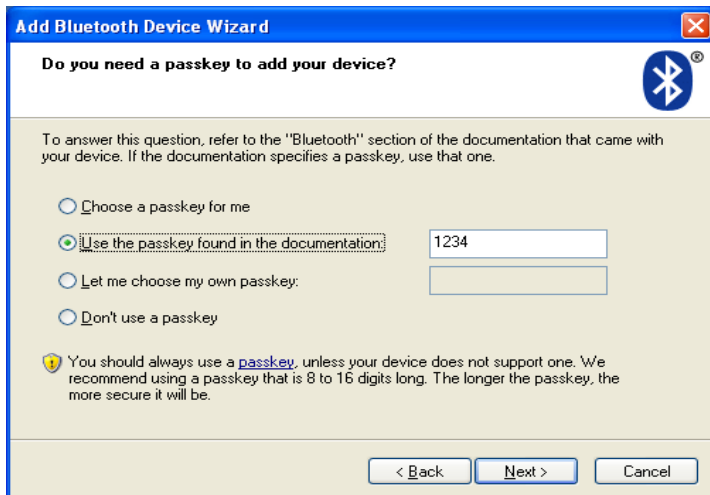 Add Bluetooth Device Wizard
Do you need a passkey to add your device?
®
To answer this question, refer to the "Bluetooth" section of the documentation that came with
your device. If the documentation specifies a passkey, use that one.
Choose a passkey for me
Use the passkey found in the documentation: 1234
Let me choose my own passkey:
Don't use a passkey
You should always use a passkey, unless your device does not support one. We
recommend using a passkey that is 8 to 16 digits long. The longer the passkey, the
more secure it will be.
< Back Next > Cancel